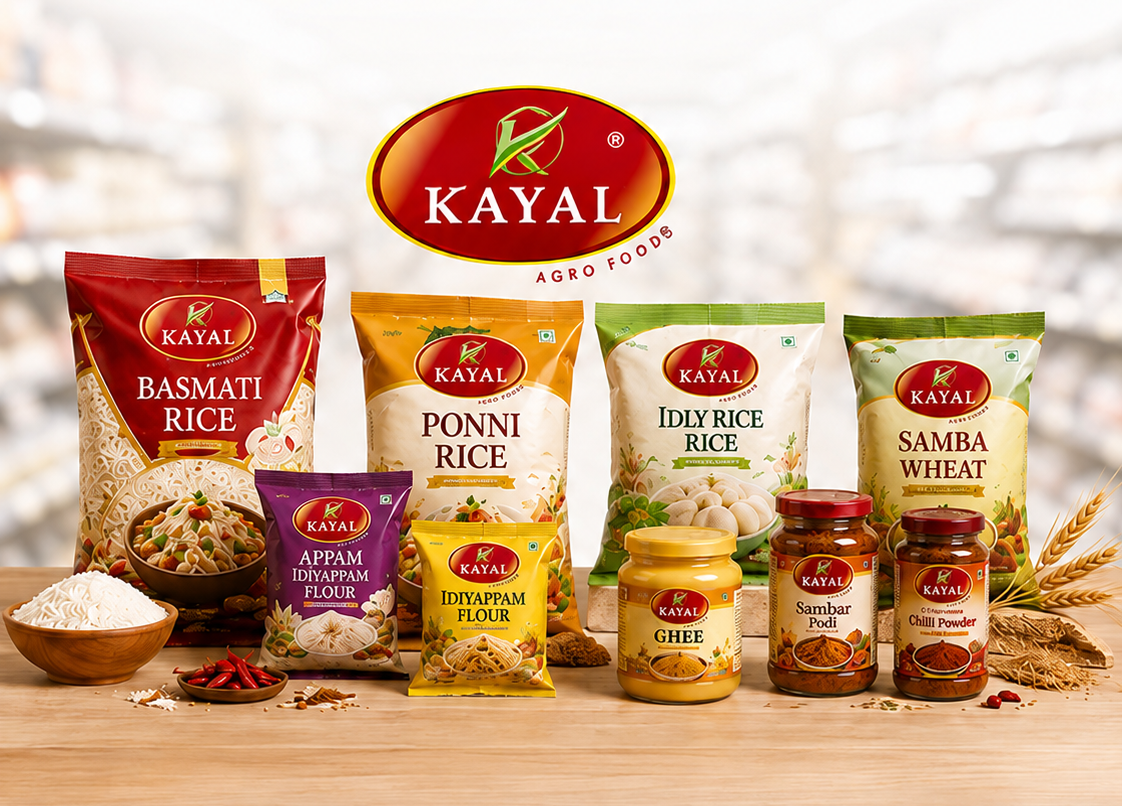 ®
KAYAL
AGRO FOODS
KAYAL
BASMATI
RICE
KAYAL
AGRO FOODS
PONNI
RICE
KAYAL
IDLY RICE
RICE
KAYAL
SAMBA
WHEAT
KAYAL
APPAM
IDIYAPPAM
FLOUR
KAYAL
IDIYAPPAM
FLOUR
KAYAL
GHEE
KAYAL
Sambar
Podi
KAYAL
Chilli Powder